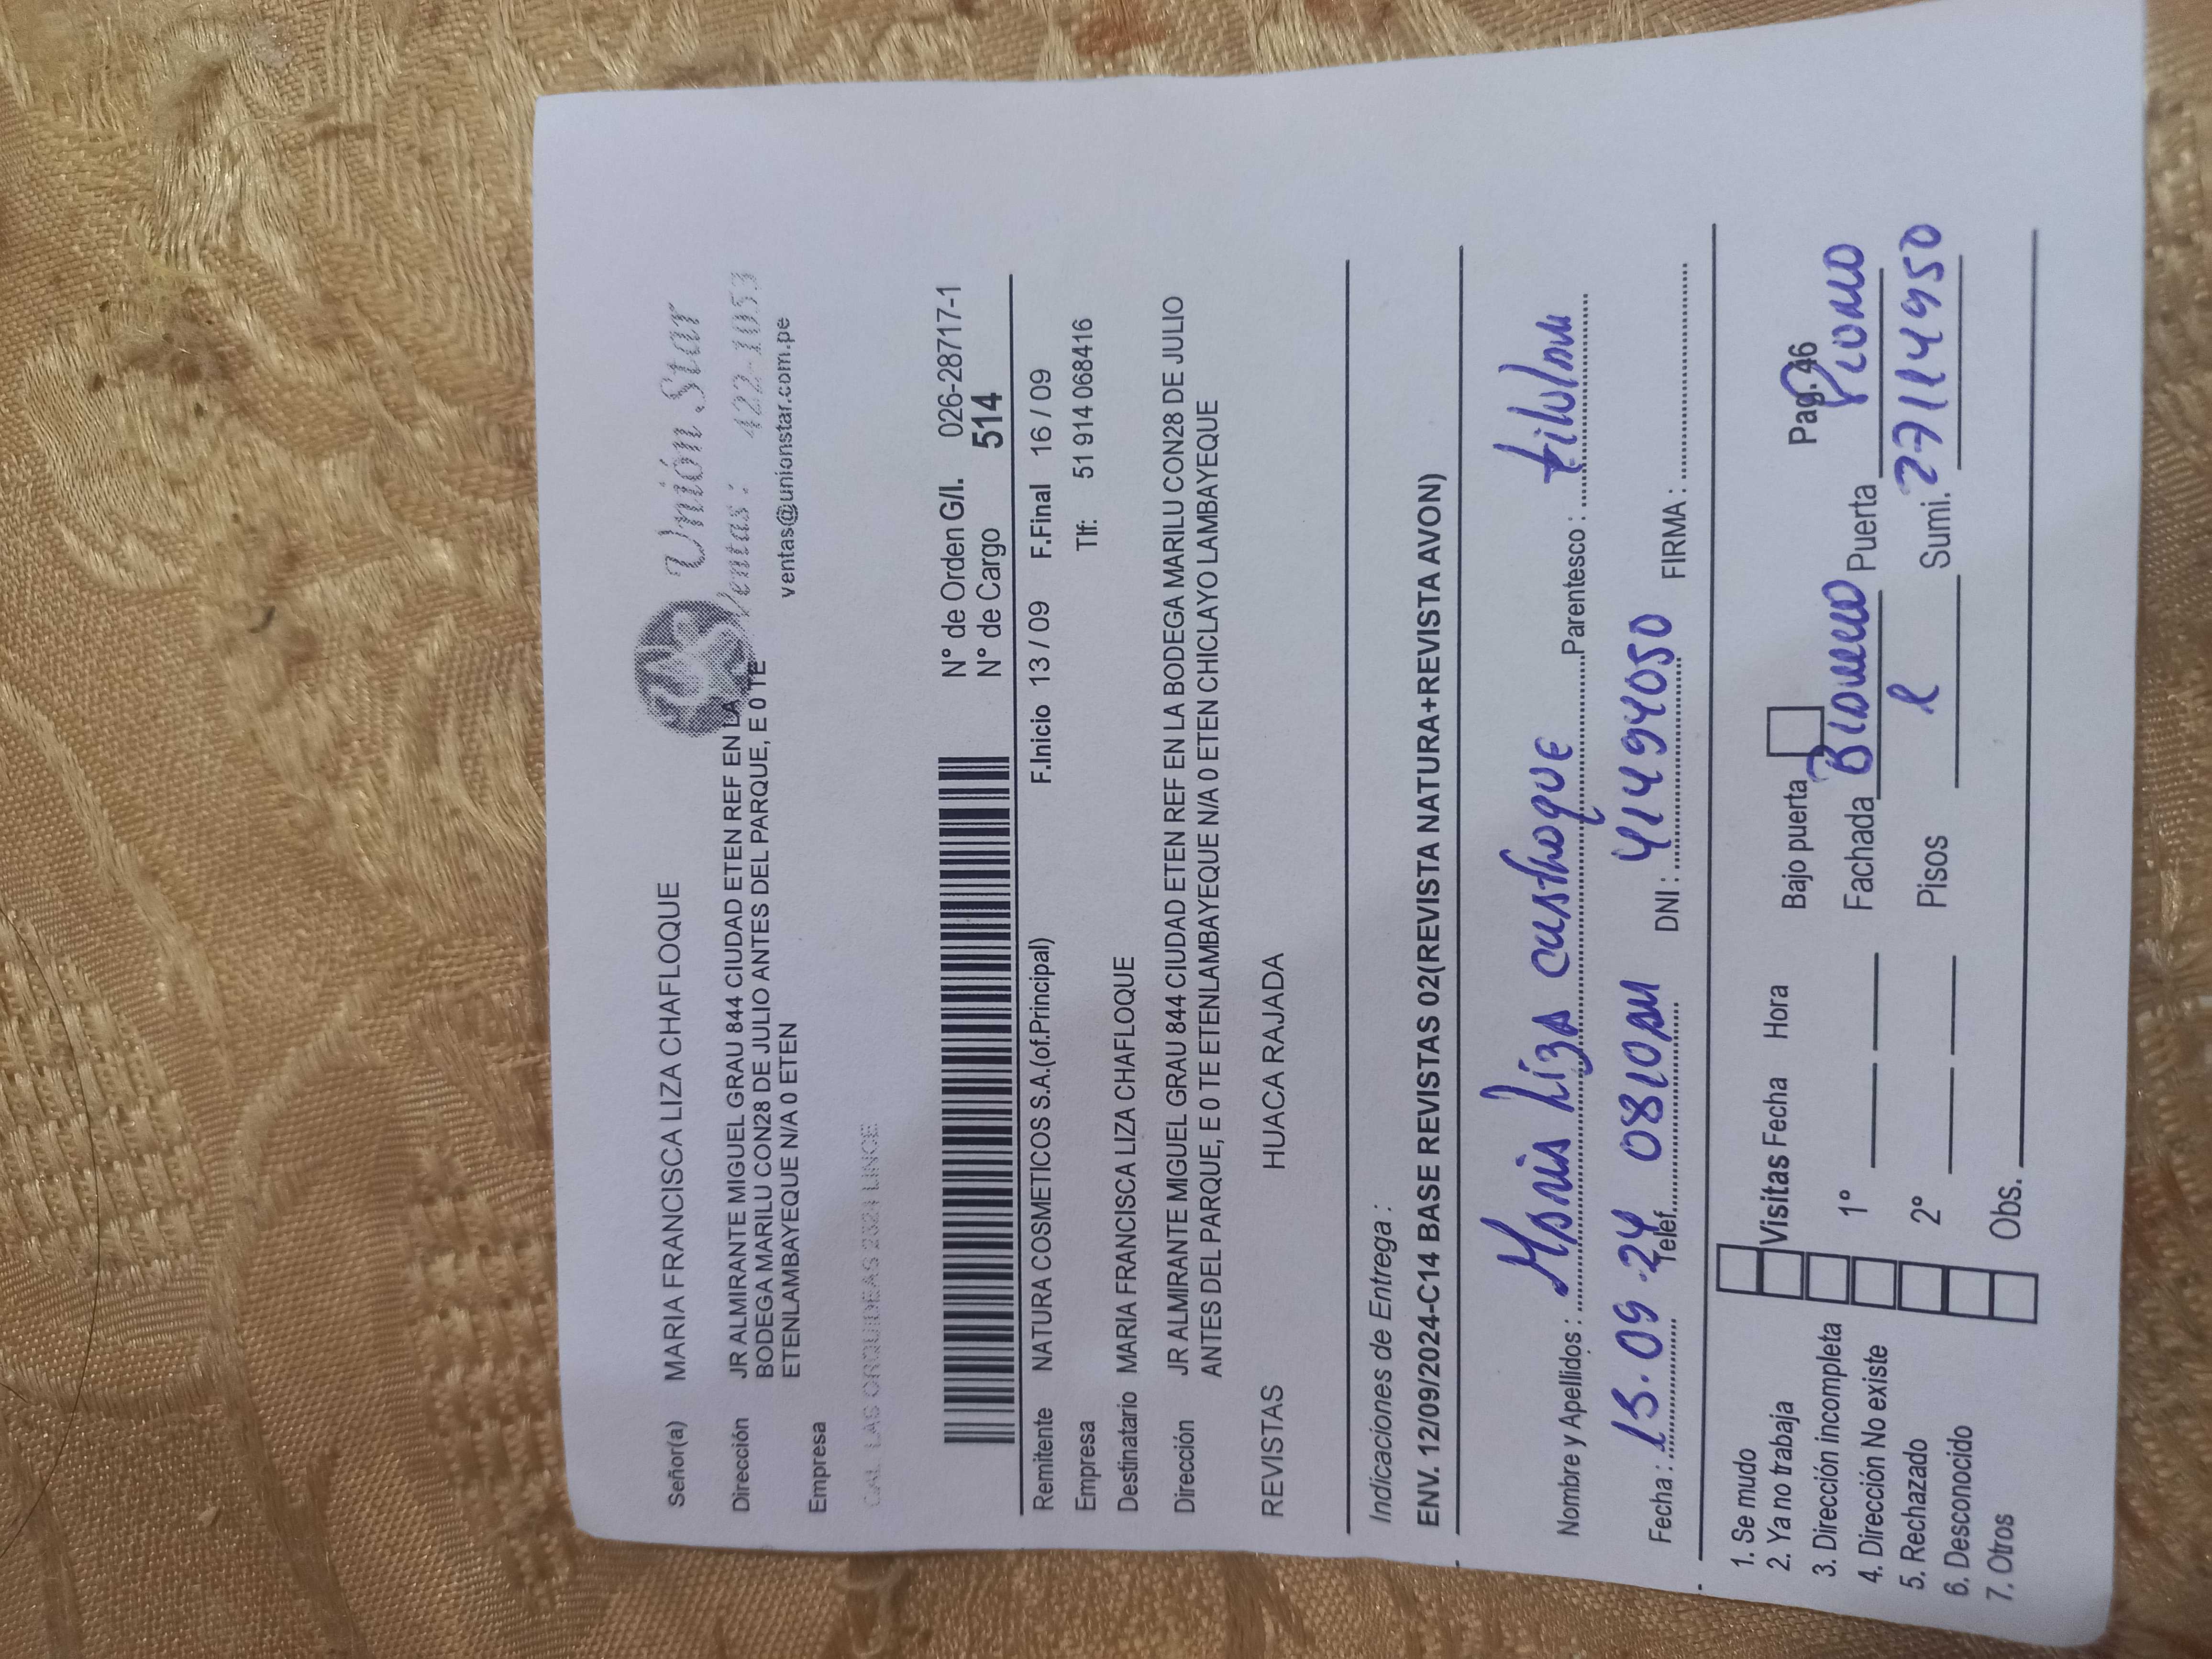 Unión Star
Ventas : 422-1053
ventas@unionstar.com.pe
Señor(a) MARIA FRANCISCA LIZA CHAFLOQUE
Dirección JR ALMIRANTE MIGUEL GRAU 844 CIUDAD ETEN REF EN LA
BODEGA MARILU CON28 DE JULIO ANTES DEL PARQUE, E 0 TE
ETENLAMBAYEQUE N/A 0 ETEN
Empresa
CAL. LAS ORQUIDEAS 2321 LINCE
N° de Orden G/I. 026-28717-1
N° de Cargo 514
Remitente NATURA COSMETICOS S.A.(of.Principal) F.Inicio 13 / 09 F.Final 16 / 09
Empresa Tlf: 51 914 068416
Destinatario MARIA FRANCISCA LIZA CHAFLOQUE
Dirección JR ALMIRANTE MIGUEL GRAU 844 CIUDAD ETEN REF EN LA BODEGA MARILU CON28 DE JULIO
ANTES DEL PARQUE, E 0 TE ETENLAMBAYEQUE N/A 0 ETEN CHICLAYO LAMBAYEQUE
REVISTAS HUACA RAJADA
Indicaciones de Entrega :
ENV. 12/09/2024-C14 BASE REVISTAS 02(REVISTA NATURA+REVISTA AVON)
Nombre y Apellidos : Liza Parentesco :
Fecha : 13.09.24 Telef. 0810 DNI : 41494050 FIRMA :
1. Se mudo
2. Ya no trabaja
3. Dirección incompleta
4. Dirección No existe
5. Rechazado
6. Desconocido
7. Otros
Visitas Fecha Hora Bajo puerta Pag. 46
1° Fachada Blanco Puerta Plomo
2° Pisos 1 Sumi. 27114950
Obs.